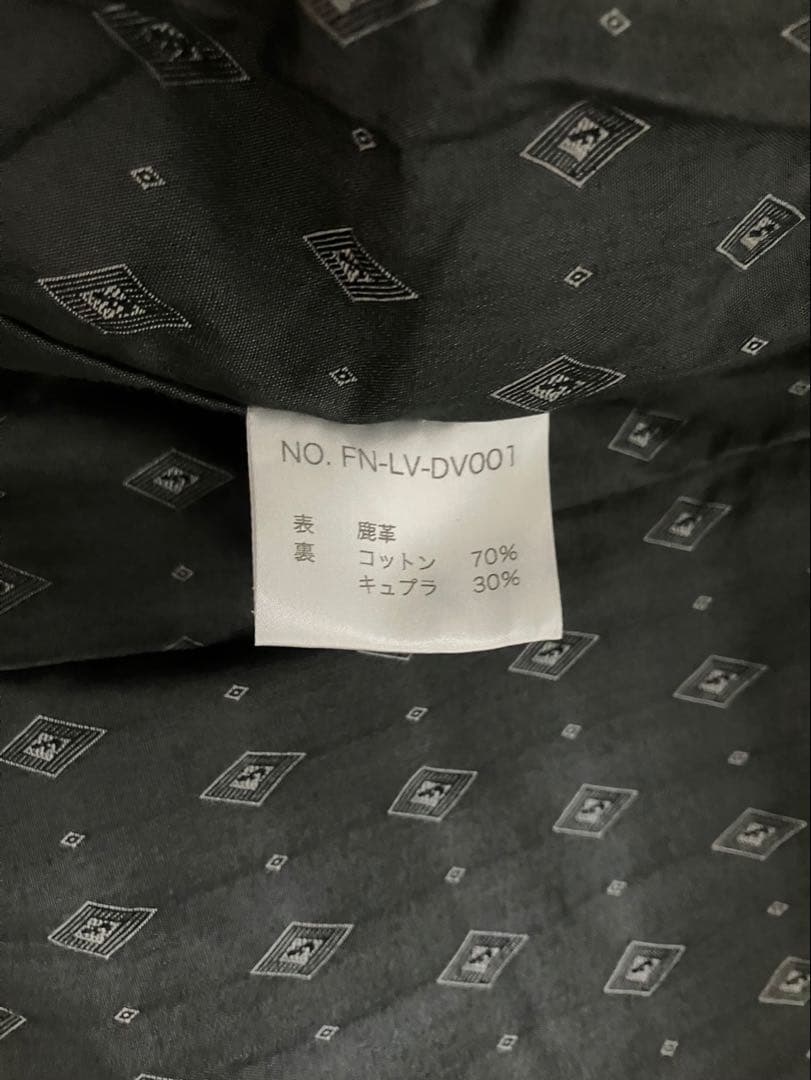 NO. FN-LV-DV001
表 鹿革
裏 コットン 70%
キュプラ 30%